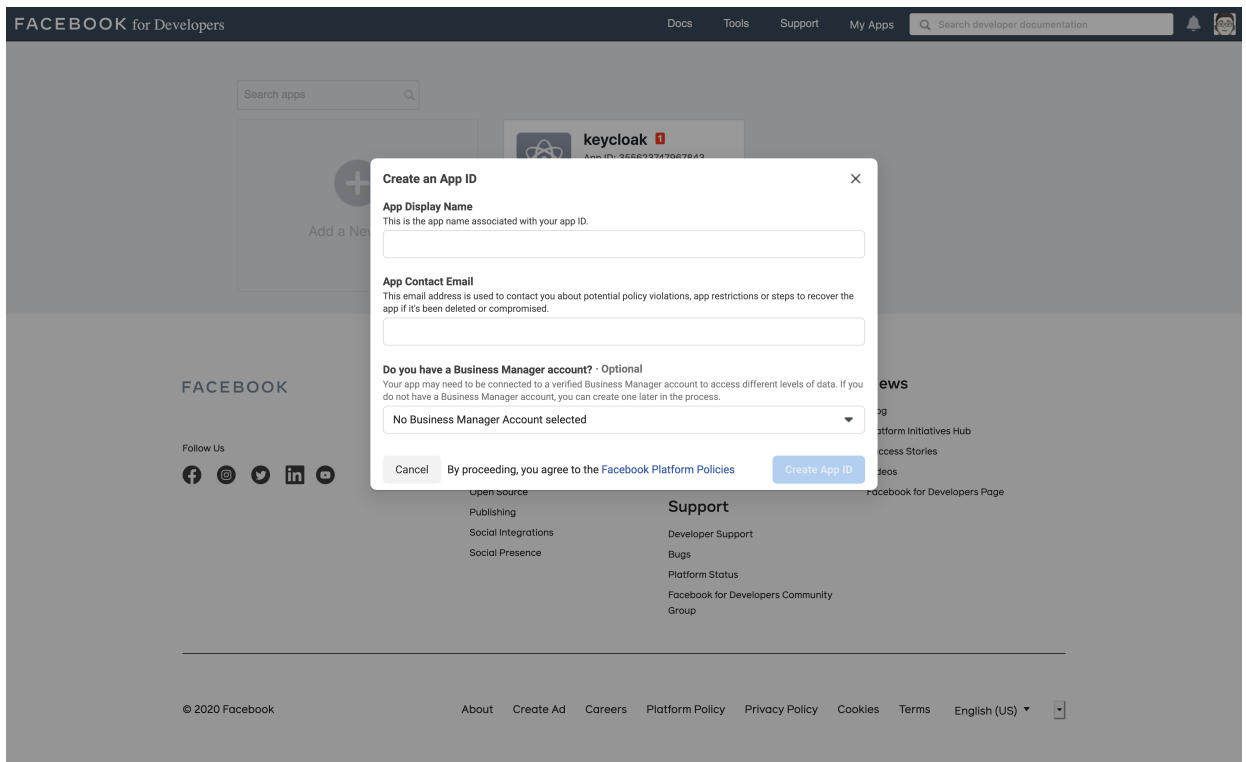 FACEBOOK for Developers
Docs
Tools
Support
My Apps
Search developer documentation
Search apps
keycloak 1
App ID: 355623747967843
Add a New
Create an App ID
App Display Name
This is the app name associated with your app ID.
App Contact Email
This email address is used to contact you about potential policy violations, app restrictions or steps to recover the
app if it's been deleted or compromised.
Do you have a Business Manager account? · Optional
Your app may need to be connected to a verified Business Manager account to access different levels of data. If you
do not have a Business Manager account, you can create one later in the process.
No Business Manager Account selected
Cancel
By proceeding, you agree to the Facebook Platform Policies
Create App ID
FACEBOOK
Follow Us
Open Source
Publishing
Social Integrations
Social Presence
Support
Developer Support
Bugs
Platform Status
Facebook for Developers Community
Group
ews
og
atform Initiatives Hub
ccess Stories
deos
Facebook for Developers Page
© 2020 Facebook
About
Create Ad
Careers
Platform Policy
Privacy Policy
Cookies
Terms
English (US)